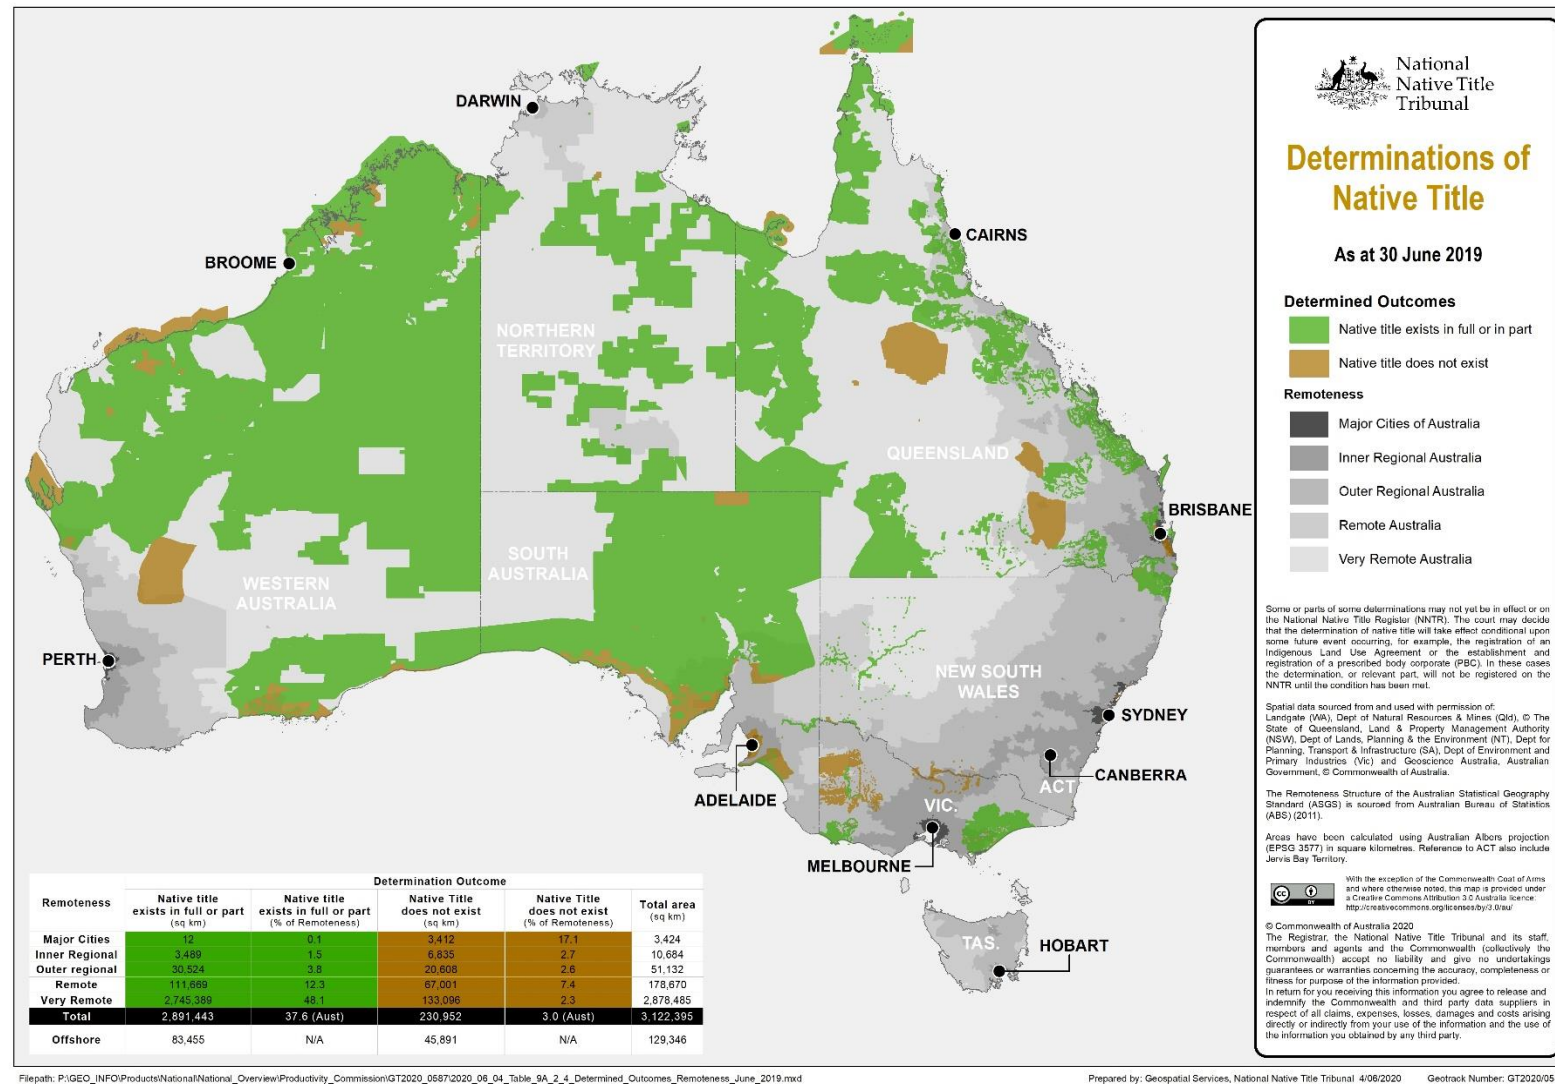 DARWIN
BROOME
CAIRNS
NORTHERN
TERRITORY
QUEENSLAND
BRISBANE
SOUTH
AUSTRALIA
WESTERN
AUSTRALIA
PERTH
NEW SOUTH
WALES
SYDNEY
CANBERRA
ACT
ADELAIDE
VIC.
MELBOURNE
TAS.
HOBART
National
Native Title
Tribunal
Determinations of
Native Title
As at 30 June 2019
Determined Outcomes
Native title exists in full or in part
Native title does not exist
Remoteness
Major Cities of Australia
Inner Regional Australia
Outer Regional Australia
Remote Australia
Very Remote Australia
Some or parts of some determinations may not yet be in effect or on
the National Native Title Register (NNTR). The court may decide
that the determination of native title will take effect conditional upon
some future event occurring, for example, the registration of an
Indigenous Land Use Agreement or the establishment and
registration of a prescribed body corporate (PBC). In these cases
the determination, or relevant part, will not be registered on the
NNTR until the condition has been met.
Spatial data sourced from and used with permission of:
Landgate (WA), Dept of Natural Resources & Mines (Qld), © The
State of Queensland, Land & Property Management Authority
(NSW), Dept of Lands, Planning & the Environment (NT), Dept for
Planning, Transport & Infrastructure (SA), Dept of Environment and
Primary Industries (Vic) and Geoscience Australia, Australian
Government, © Commonwealth of Australia.
The Remoteness Structure of the Australian Statistical Geography
Standard (ASGS) is sourced from Australian Bureau of Statistics
(ABS) (2011).
Areas have been calculated using Australian Albers projection
(EPSG 3577) in square kilometres. Reference to ACT also include
Jervis Bay Territory.
cc BY
With the exception of the Commonwealth Coat of Arms
and where otherwise noted, this map is provided under
a Creative Commons Attribution 3.0 Australia licence:
http://creativecommons.org/licenses/by/3.0/au/
© Commonwealth of Australia 2020
The Registrar, the National Native Title Tribunal and its staff,
members and agents and the Commonwealth (collectively the
Commonwealth) accept no liability and give no undertakings
guarantees or warranties concerning the accuracy, completeness or
fitness for purpose of the information provided.
In return for you receiving this information you agree to release and
indemnify the Commonwealth and third party data suppliers in
respect of all claims, expenses, losses, damages and costs arising
directly or indirectly from your use of the information and the use of
the information you obtained by any third party.
Determination Outcome
Remoteness Native title exists in full or part (sq km) Native title exists in full or part (% of Remoteness) Native Title does not exist (sq km) Native Title does not exist (% of Remoteness) Total area (sq km)
Major Cities 12 0.1 3,412 17.1 3,424
Inner Regional 3,489 1.5 6,835 2.7 10,684
Outer regional 30,524 3.8 20,608 2.6 51,132
Remote 111,669 12.3 67,001 7.4 178,670
Very Remote 2,745,389 48.1 133,096 2.3 2,878,485
Total 2,891,443 37.6 (Aust) 230,952 3.0 (Aust) 3,122,395
Offshore 83,455 N/A 45,891 N/A 129,346
Filepath: P:\GEO_INFO\Products\National\National_Overview\Productivity_Commission\GT2020_0587\2020_06_04_Table_9A_2_4_Determined_Outcomes_Remoteness_June_2019.mxd
Prepared by: Geospatial Services, National Native Title Tribunal 4/06/2020 Geotrack Number: GT2020/05